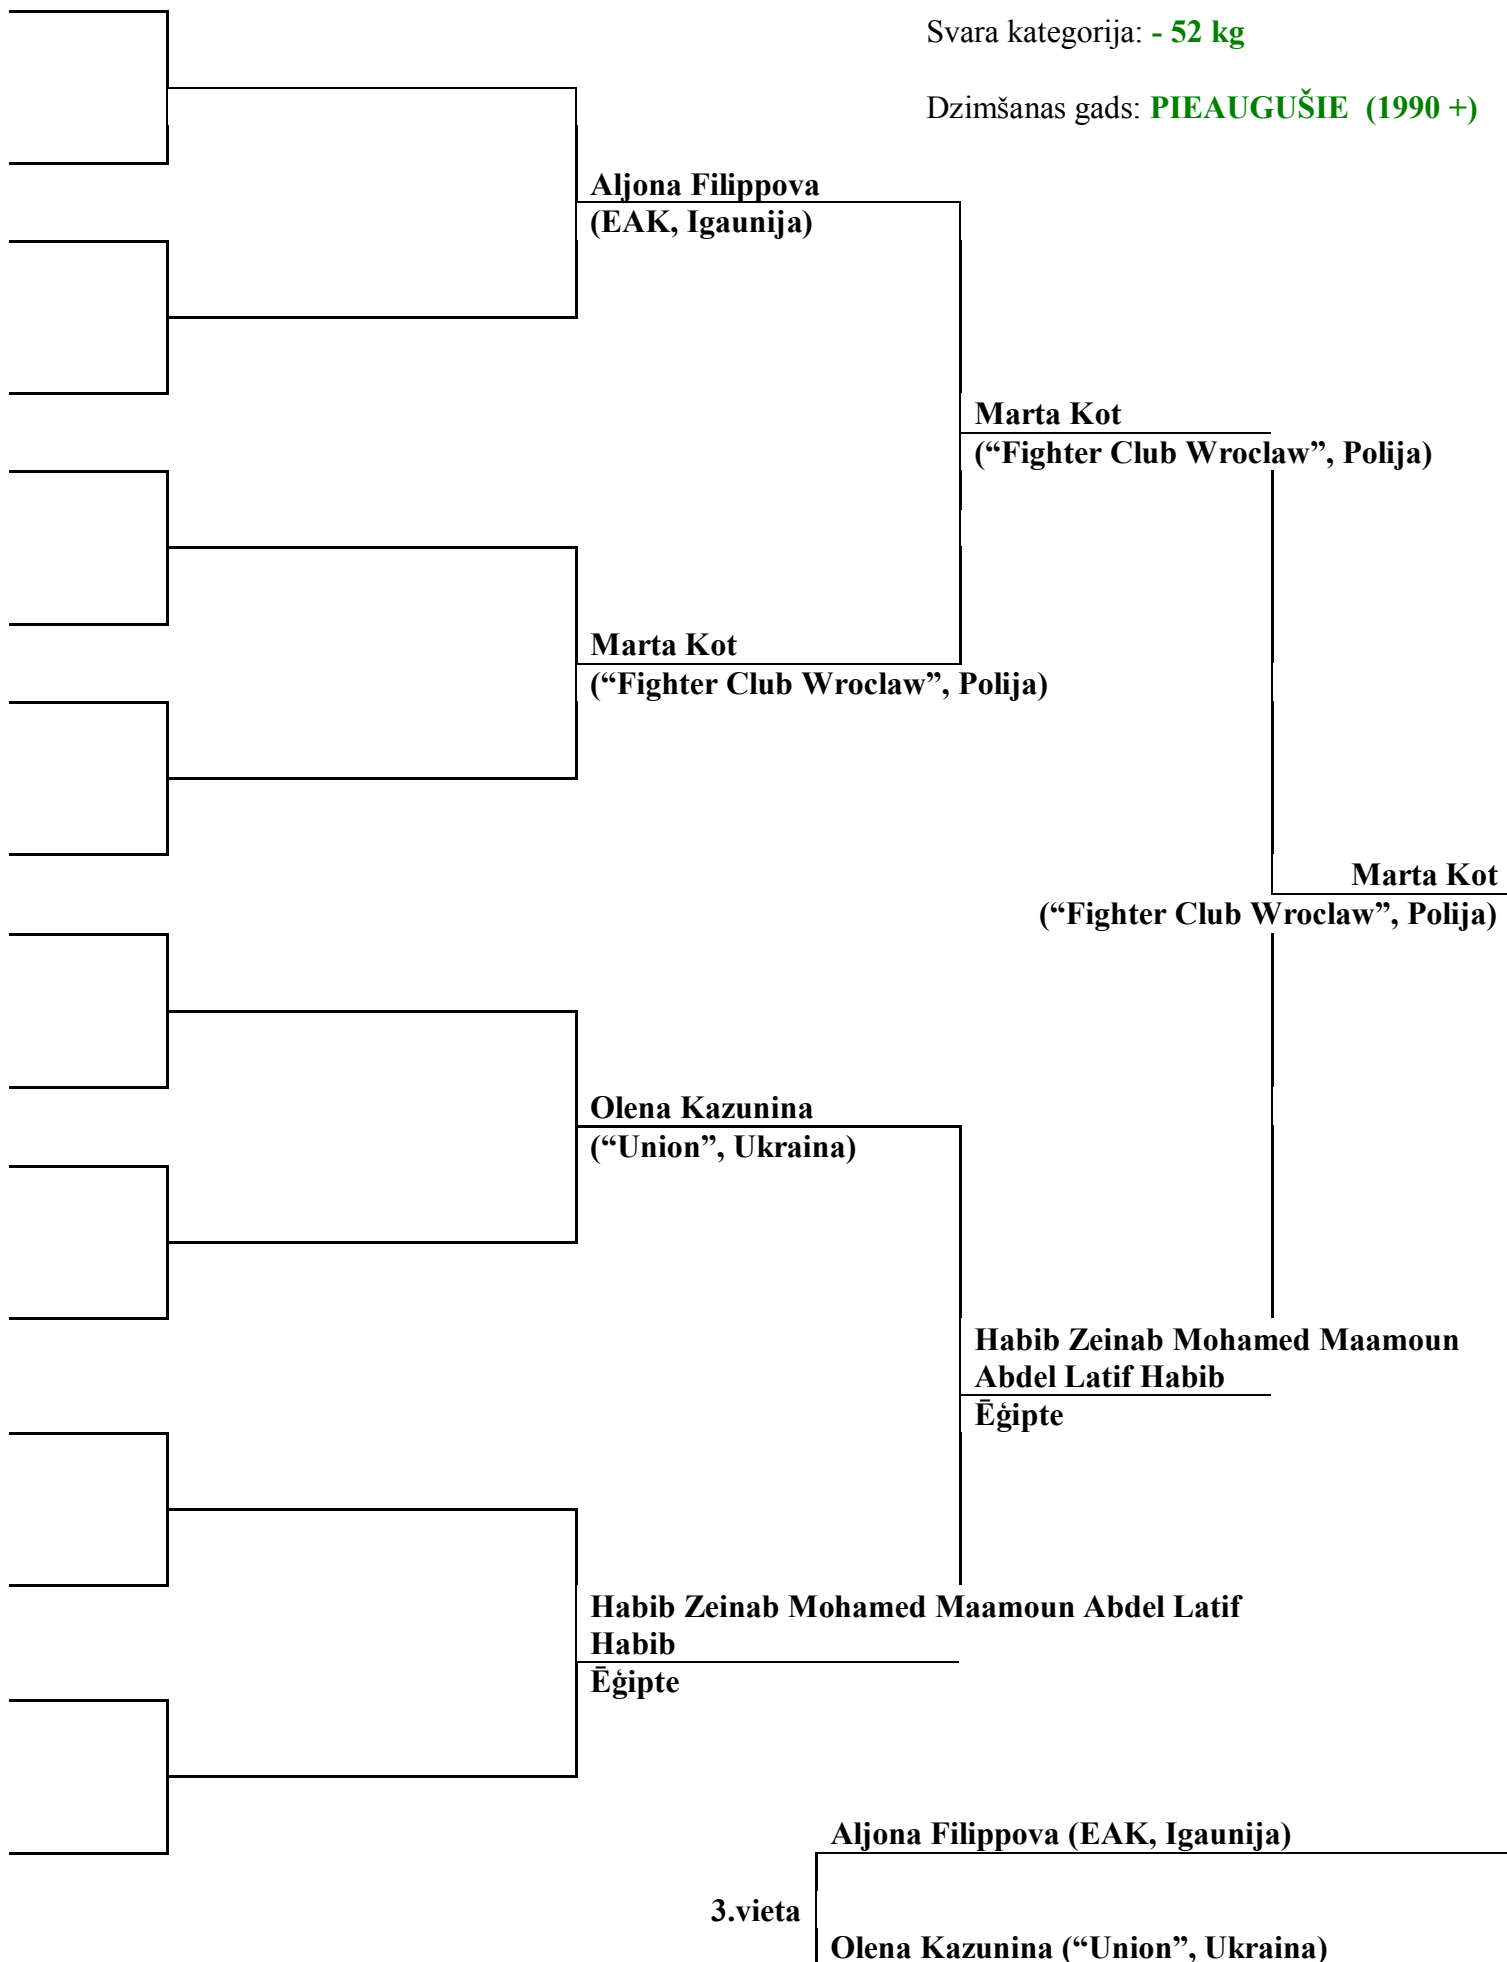 Svara kategorija: - 52 kg
Dzimšanas gads: PIEAUGUŠIE (1990 +)
Aljona Filippova
(EAK, Igaunija)
Marta Kot
(“Fighter Club Wroclaw”, Polija)
Marta Kot
(“Fighter Club Wroclaw”, Polija)
Marta Kot
(“Fighter Club Wroclaw”, Polija)
Olena Kazunina
(“Union”, Ukraina)
Habib Zeinab Mohamed Maamoun
Abdel Latif Habib
Ēģipte
Habib Zeinab Mohamed Maamoun Abdel Latif
Habib
Ēģipte
Aljona Filippova (EAK, Igaunija)
3.vieta
Olena Kazunina (“Union”, Ukraina)